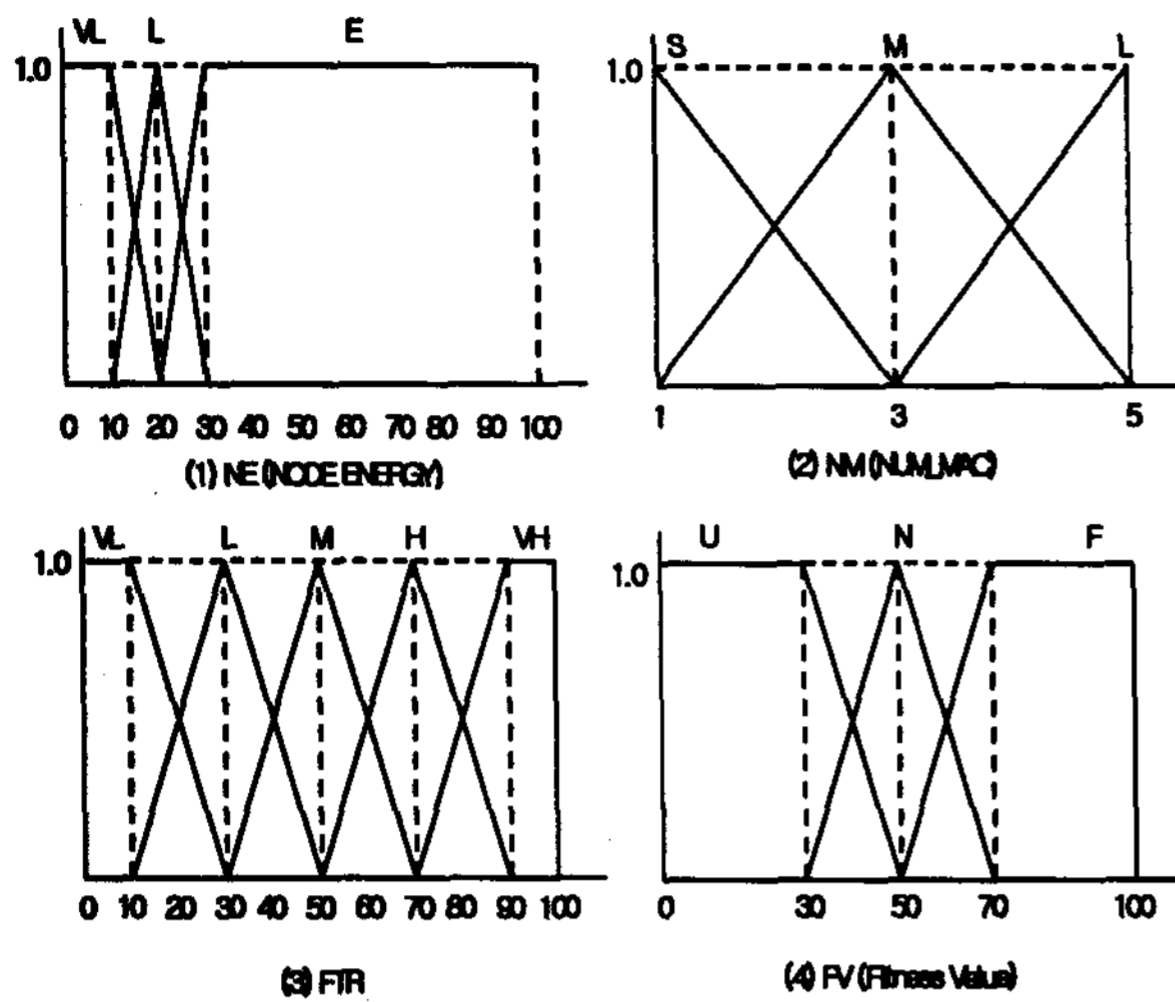 VL L E
1.0
0 10 20 30 40 50 60 70 80 90 100
(1) NE (NODE ENERGY)
S M L
1.0
1 3 5
(2) NM (NUM_MAC)
VL L M H VH
1.0
0 10 20 30 40 50 60 70 80 90 100
(3) FTR
U N F
1.0
0 30 50 70 100
(4) FV (Fitness Value)